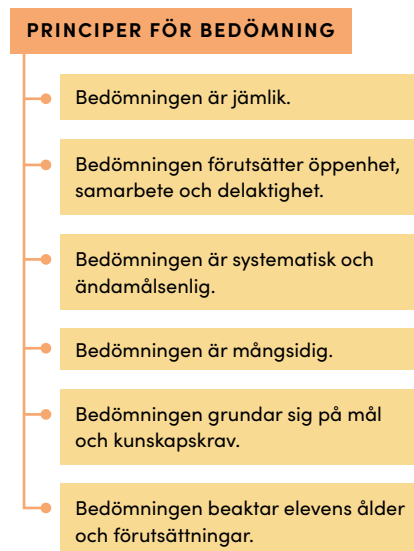 PRINCIPER FÖR BEDÖMNING
Bedömningen är jämlik.
Bedömningen förutsätter öppenhet,
samarbete och delaktighet.
Bedömningen är systematisk och
ändamålsenlig.
Bedömningen är mångsidig.
Bedömningen grundar sig på mål
och kunskapskrav.
Bedömningen beaktar elevens ålder
och förutsättningar.